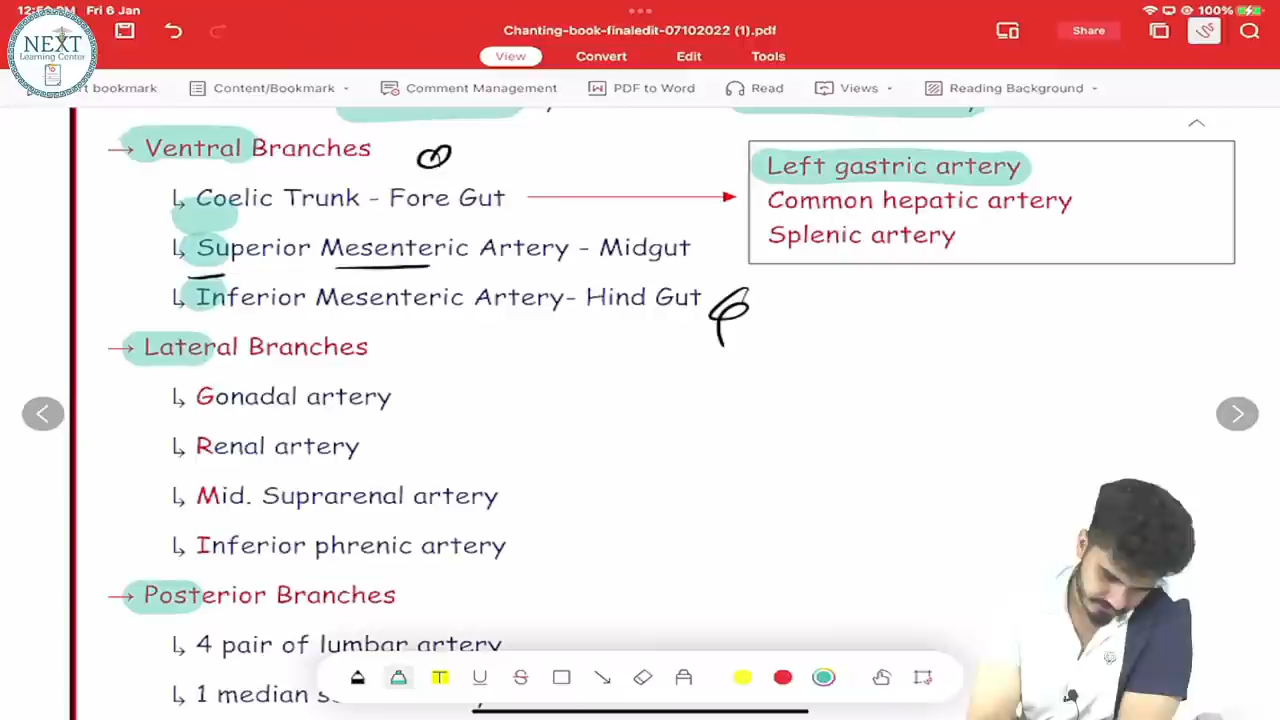 12:5 Fri 6 Jan
100%
NEXT
Learning Center
Chanting-book-finaledit-07102022 (1).pdf
Share
View Convert Edit Tools
bookmark Content/Bookmark Comment Management PDF to Word Read Views Reading Background
→ Ventral Branches
↳ Coelic Trunk - Fore Gut
↳ Superior Mesenteric Artery - Midgut
↳ Inferior Mesenteric Artery- Hind Gut
Left gastric artery
Common hepatic artery
Splenic artery
→ Lateral Branches
↳ Gonadal artery
↳ Renal artery
↳ Mid. Suprarenal artery
↳ Inferior phrenic artery
→ Posterior Branches
↳ 4 pair of lumbar artery
↳ 1 median